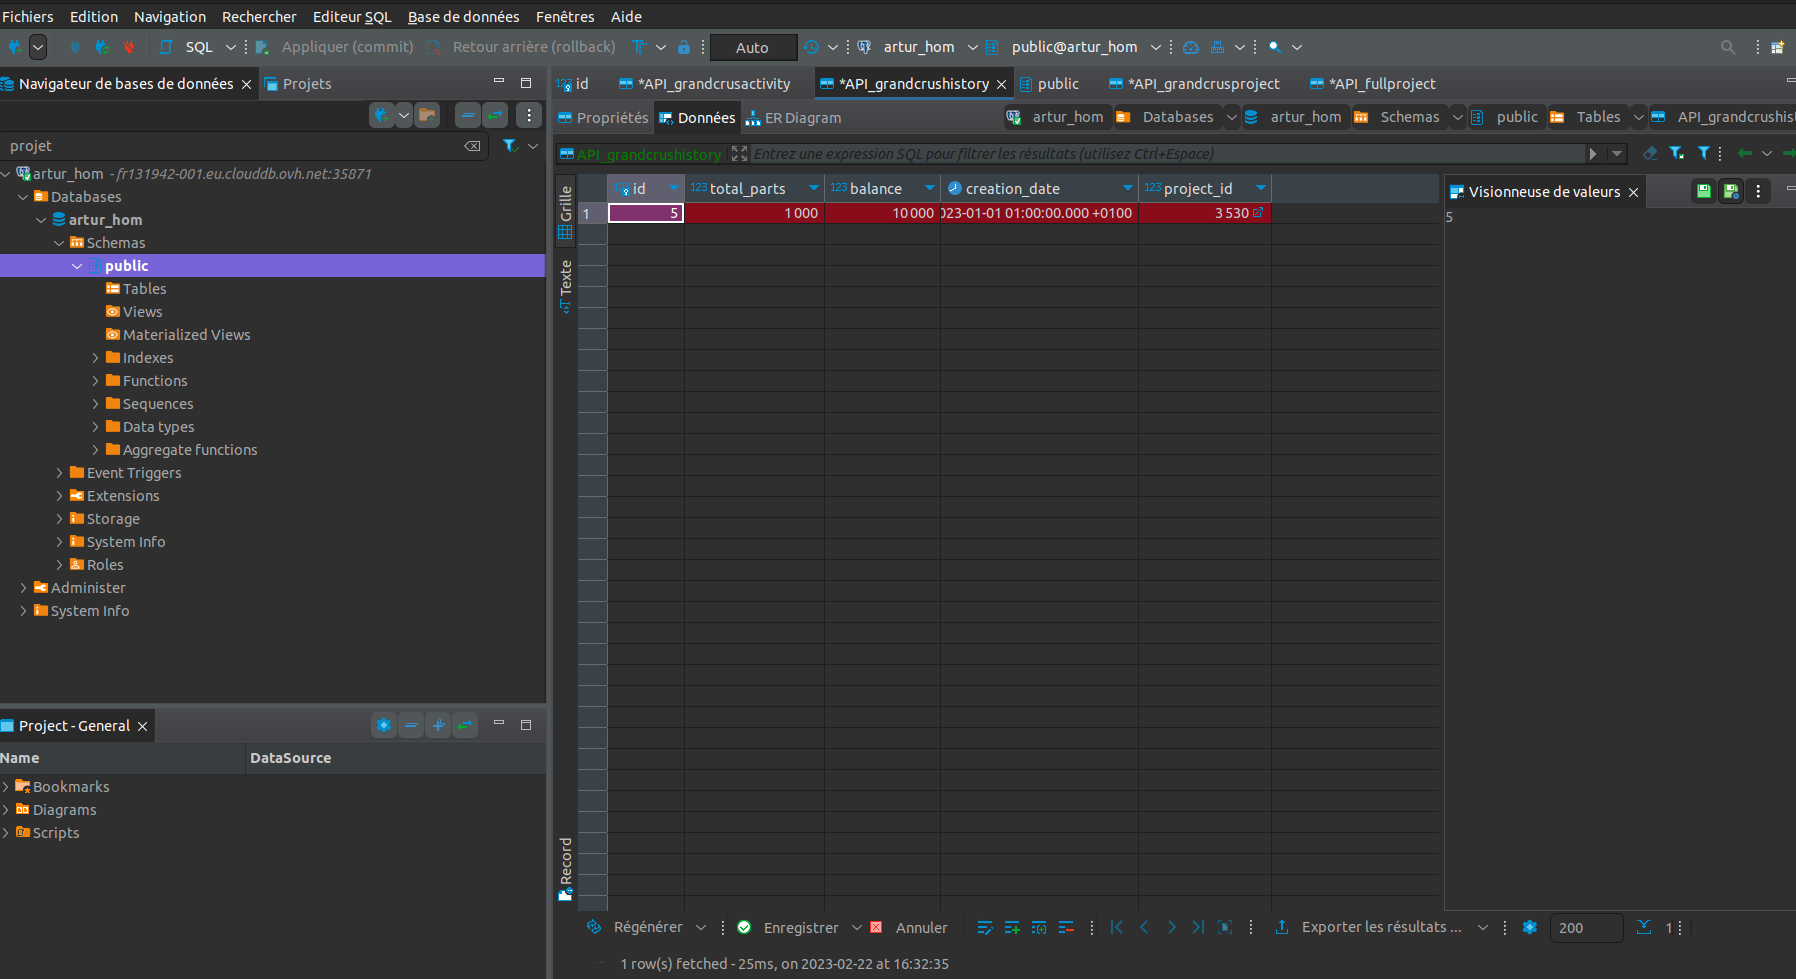 Fichiers Edition Navigation Rechercher Editeur SQL Base de données Fenêtres Aide
SQL Appliquer (commit) Retour arrière (rollback) Auto artur_hom public@artur_hom
Navigateur de bases de données Projets
projet
artur_hom - fr131942-001.eu.clouddb.ovh.net:35871
Databases
artur_hom
Schemas
public
Tables
Views
Materialized Views
Indexes
Functions
Sequences
Data types
Aggregate functions
Event Triggers
Extensions
Storage
System Info
Roles
Administer
System Info
Project - General
Name DataSource
Bookmarks
Diagrams
Scripts
id *API_grandcrusactivity *API_grandcrushistory public *API_grandcrusproject *API_fullproject
Propriétés Données ER Diagram artur_hom Databases artur_hom Schemas public Tables API_grandcrushist
API_grandcrushistory Entrez une expression SQL pour filtrer les résultats (utilisez Ctrl+Espace)
Grille
Texte
Record
123 id 123 total_parts 123 balance creation_date 123 project_id
1 5 1 000 10 000 023-01-01 01:00:00.000 +0100 3 530
Visionneuse de valeurs
5
Régénérer Enregistrer Annuler Exporter les résultats ... 200 1
1 row(s) fetched - 25ms, on 2023-02-22 at 16:32:35